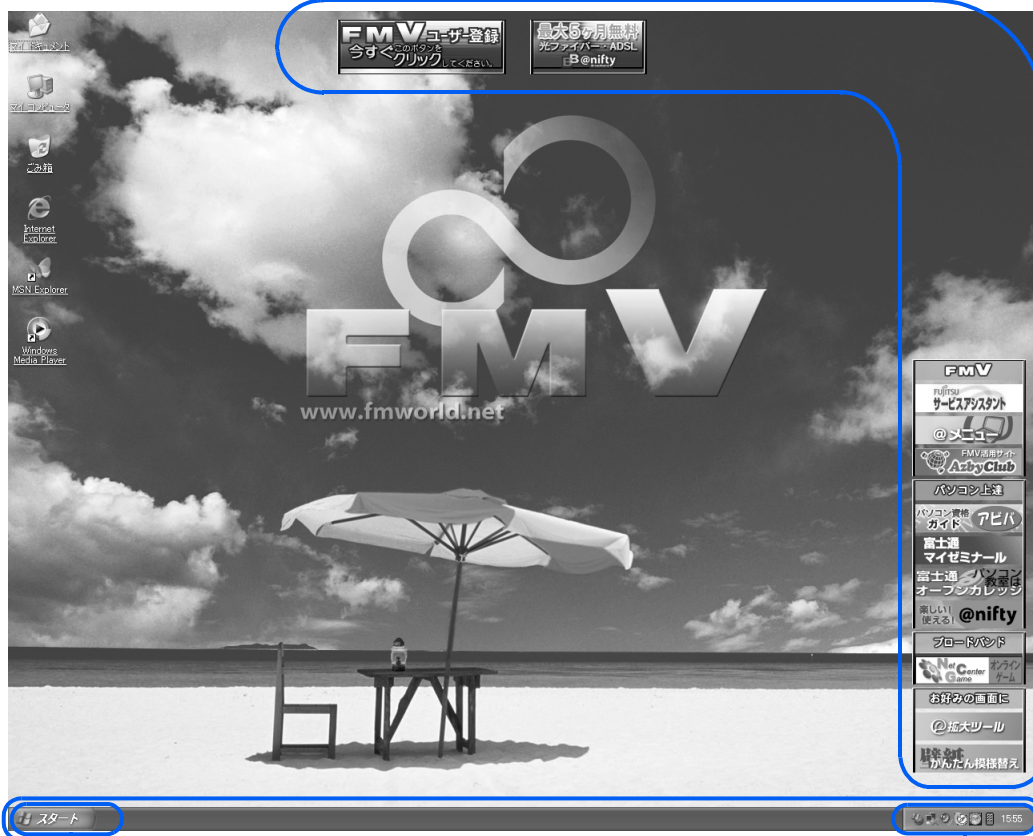 マイ ドキュメント
マイ コンピュータ
ごみ箱
Internet
Explorer
MSN Explorer
Windows
Media Player
FMVユーザー登録
今すぐこのボタンをクリックしてください。
最大5ヶ月無料
光ファイバー・ADSL
@nifty
FMV
www.fmworld.net
FMV
FUJITSU
サービスアシスタント
@メニュー
FMV活用サイト
AzbyClub
パソコン上達
パソコン資格
ガイド アビバ
富士通
マイゼミナール
富士通 パソコン教室は
オープンカレッジ
楽しい!
使える! @nifty
ブロードバンド
Net Center Game オンラインゲーム
お好みの画面に
@拡大ツール
壁紙
かんたん模様替え
スタート
15:55